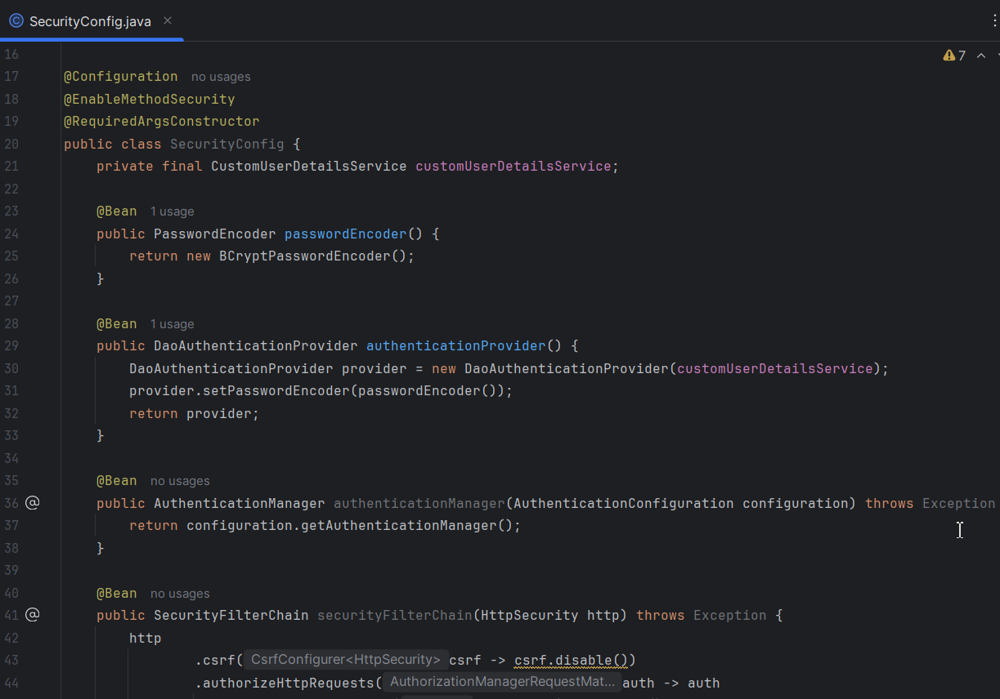 SecurityConfig.java
7
16
17 @Configuration no usages
18 @EnableMethodSecurity
19 @RequiredArgsConstructor
20 public class SecurityConfig {
21 private final CustomUserDetailsService customUserDetailsService;
22
23 @Bean 1 usage
24 public PasswordEncoder passwordEncoder() {
25 return new BCryptPasswordEncoder();
26 }
27
28 @Bean 1 usage
29 public DaoAuthenticationProvider authenticationProvider() {
30 DaoAuthenticationProvider provider = new DaoAuthenticationProvider(customUserDetailsService);
31 provider.setPasswordEncoder(passwordEncoder());
32 return provider;
33 }
34
35 @Bean no usages
36 public AuthenticationManager authenticationManager(AuthenticationConfiguration configuration) throws Exception
37 return configuration.getAuthenticationManager();
38 }
39
40 @Bean no usages
41 public SecurityFilterChain securityFilterChain(HttpSecurity http) throws Exception {
42 http
43 .csrf( CsrfConfigurer<HttpSecurity> csrf -> csrf.disable())
44 .authorizeHttpRequests( AuthorizationManagerRequestMat... auth -> auth